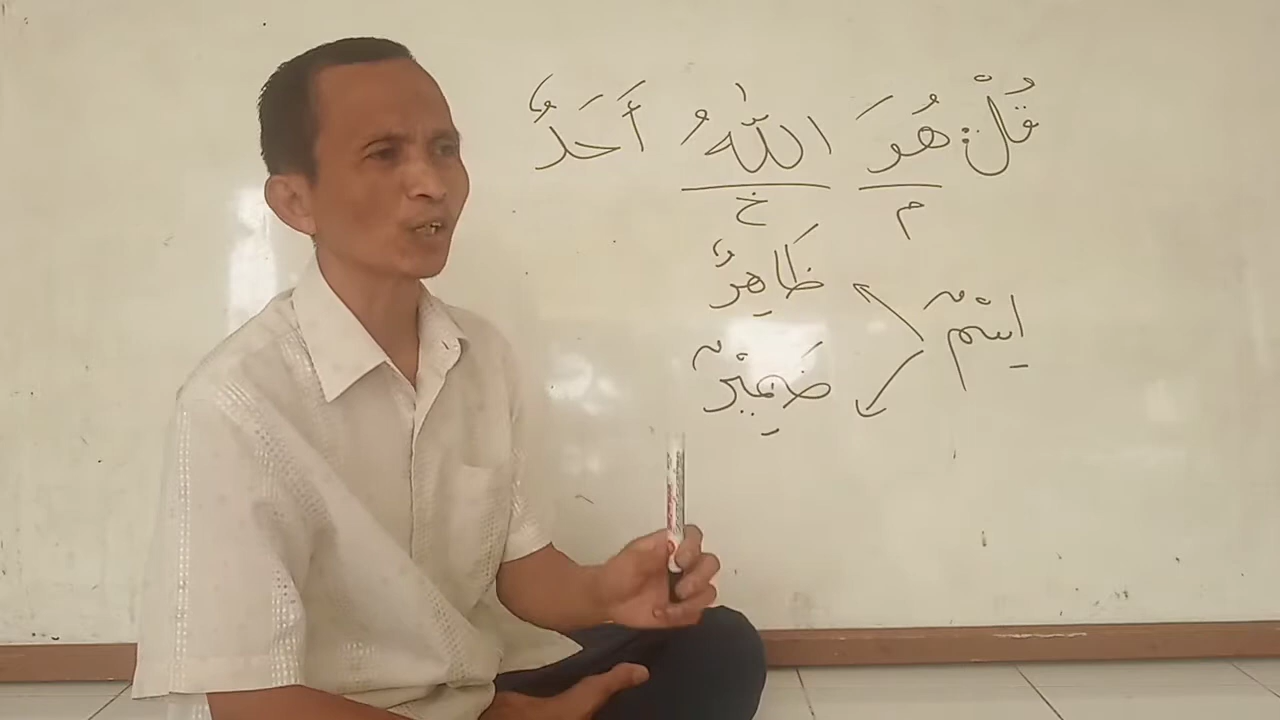 قُلْ: هُوَ اللّٰهُ أَحَدٌ
م خ
ظَاهِرٌ
اِسْمٌ
ضَمِيْرٌ